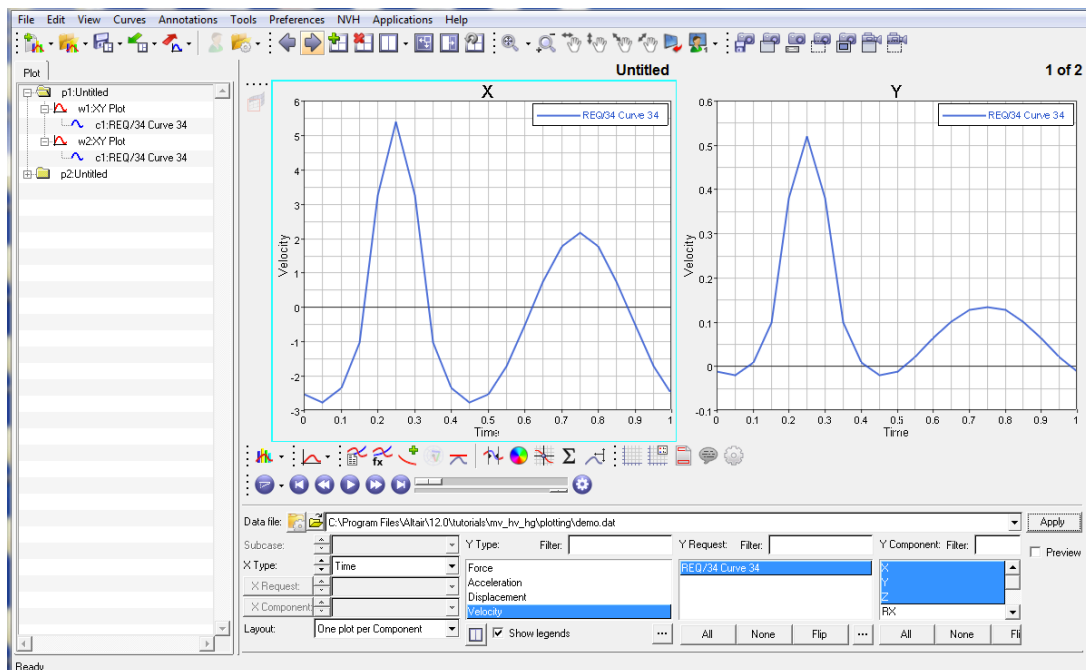 File Edit View Curves Annotations Tools Preferences NVH Applications Help
Plot
p1:Untitled
w1:XY Plot
c1:REQ/34 Curve 34
w2:XY Plot
c1:REQ/34 Curve 34
p2:Untitled
Untitled
1 of 2
X
REQ/34 Curve 34
6
5
4
3
2
1
0
-1
-2
-3
Velocity
0 0.1 0.2 0.3 0.4 0.5 0.6 0.7 0.8 0.9 1
Time
Y
REQ/34 Curve 34
0.6
0.5
0.4
0.3
0.2
0.1
0
-0.1
Velocity
0 0.1 0.2 0.3 0.4 0.5 0.6 0.7 0.8 0.9 1
Time
fx
Σ
Data file: C:\Program Files\Altair\12.0\tutorials\mv_hv_hg\plotting\demo.dat Apply
Subcase: Y Type: Filter: Y Request: Filter: Y Component: Filter: Preview
X Type: Time Force REQ/34 Curve 34 X
X Request: Acceleration Y
X Component: Displacement Z
Velocity RX
Layout: One plot per Component Show legends ... All None Flip ... All None Fli
Ready